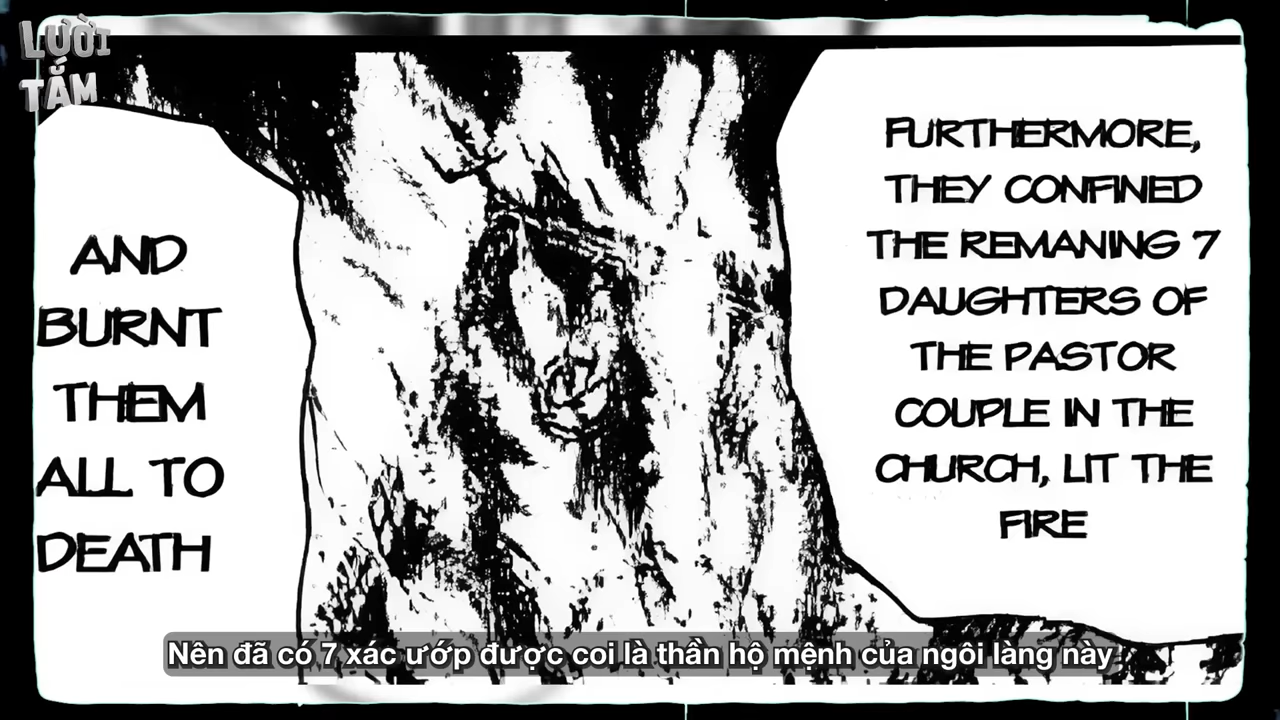 LƯỜI
TẮM
FURTHERMORE,
THEY CONFINED
THE REMANING 7
DAUGHTERS OF
THE PASTOR
COUPLE IN THE
CHURCH, LIT THE
FIRE
AND
BURNT
THEM
ALL TO
DEATH
Nên đã có 7 xác ướp được coi là thần hộ mệnh của ngôi làng này